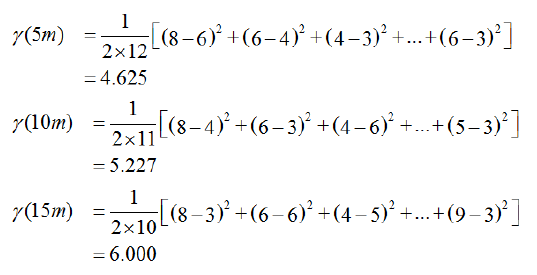 γ(5m) = 1/(2×12) [(8−6)² +(6−4)² +(4−3)² +...+(6−3)²]
= 4.625
γ(10m) = 1/(2×11) [(8−4)² +(6−3)² +(4−6)² +...+(5−3)²]
= 5.227
γ(15m) = 1/(2×10) [(8−3)² +(6−6)² +(4−5)² +...+(9−3)²]
= 6.000